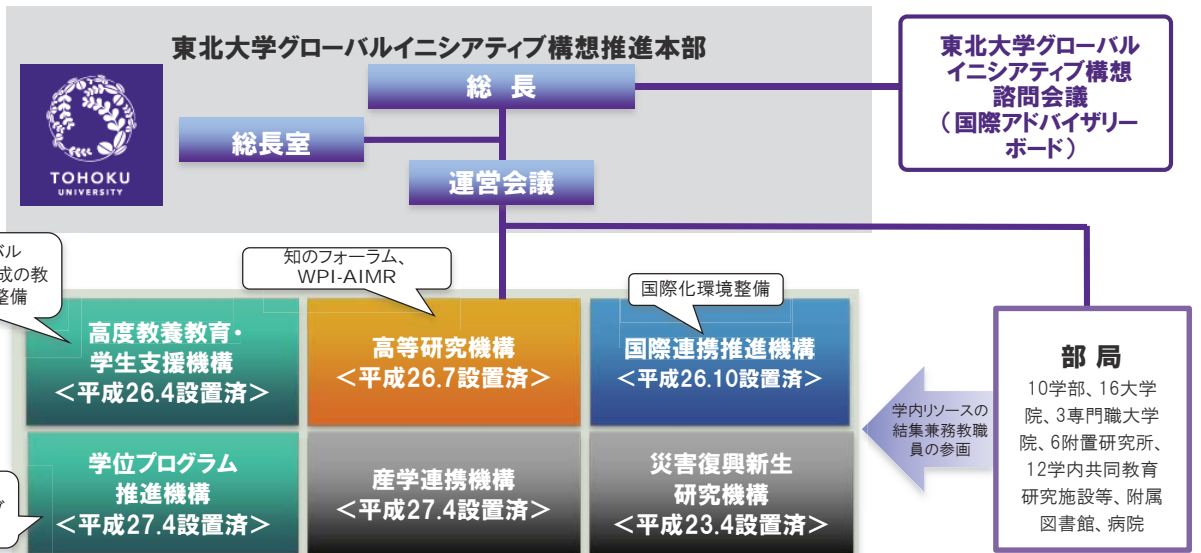 東北大学グローバルイニシアティブ構想推進本部
東北大学グローバル
イニシアティブ構想
諮問会議
（国際アドバイザリー
ボード）
総 長
総長室
TOHOKU
UNIVERSITY
運営会議
バル
成の教
整備
知のフォーラム、
WPI-AIMR
国際化環境整備
高度教養教育・
学生支援機構
＜平成26.4設置済＞
高等研究機構
＜平成26.7設置済＞
国際連携推進機構
＜平成26.10設置済＞
学位プログラム
推進機構
＜平成27.4設置済＞
産学連携機構
＜平成27.4設置済＞
災害復興新生
研究機構
＜平成23.4設置済＞
学内リソースの
結集兼務教職
員の参画
部 局
10学部、16大学
院、3専門職大学
院、6附置研究所、
12学内共同教育
研究施設等、附属
図書館、病院